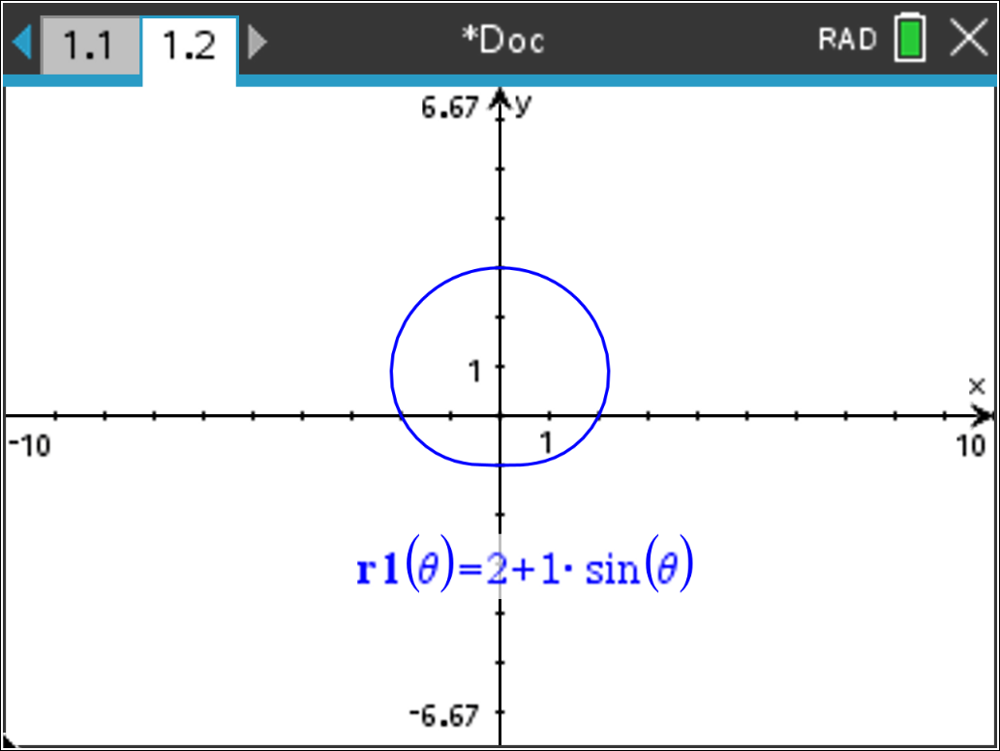 1.1 1.2 *Doc RAD
6.67 y
1
x
-10 1 10
r1(θ)=2+1· sin(θ)
-6.67